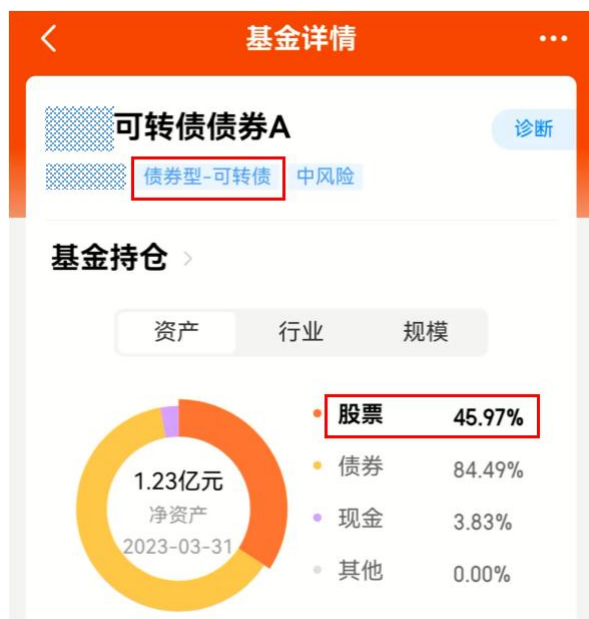 基金详情
可转债债券A
诊断
债券型-可转债 中风险
基金持仓
资产 行业 规模
股票 45.97%
债券 84.49%
现金 3.83%
其他 0.00%
1.23亿元
净资产
2023-03-31